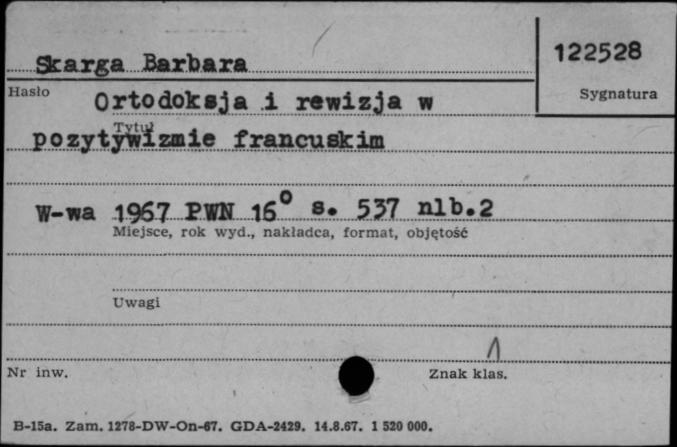 Skarga Barbara
122528
Hasło
Sygnatura
Ortodoksja i rewizja w
Tytuł
pozytywizmie francuskim
W-wa 1967 PWN 16° s. 537 nlb.2
Miejsce, rok wyd., nakładca, format, objętość
Uwagi
Nr inw.
Znak klas.
B-15a. Zam. 1278-DW-On-67. GDA-2429. 14.8.67. 1 520 000.